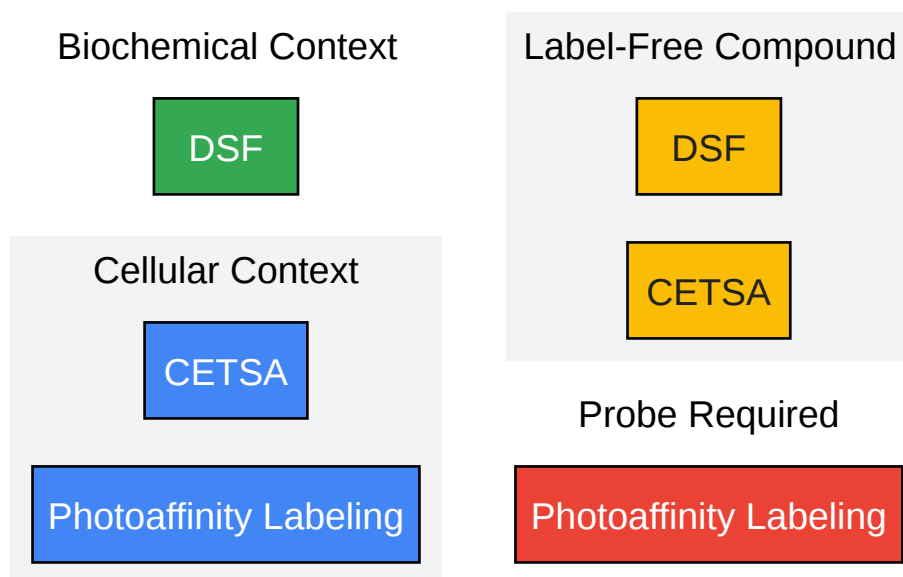 Biochemical Context
DSF
Cellular Context
CETSA
Photoaffinity Labeling
Label-Free Compound
DSF
CETSA
Probe Required
Photoaffinity Labeling